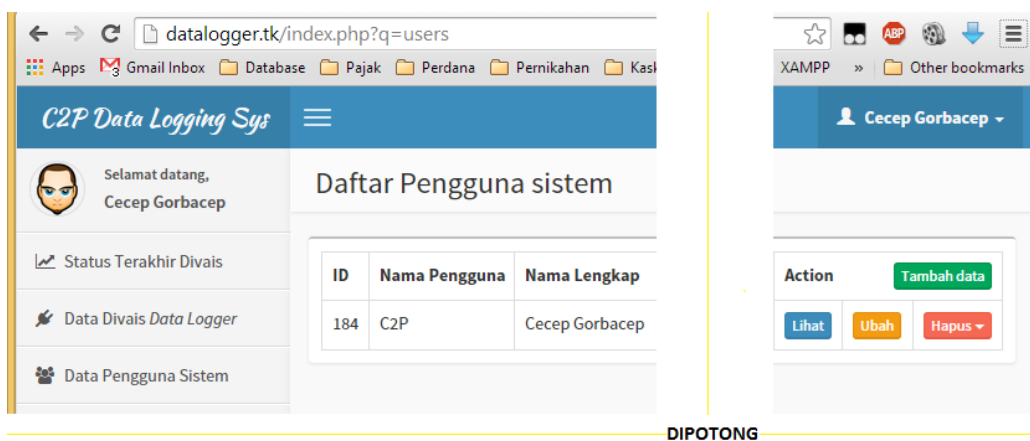 datalogger.tk/index.php?q=users
ABP
Apps Gmail Inbox Database Pajak Perdana Pernikahan Kask XAMPP » Other bookmarks
C2P Data Logging Sys Cecep Gorbacep
Selamat datang,
Cecep Gorbacep
Daftar Pengguna sistem
Status Terakhir Divais
Data Divais Data Logger
Data Pengguna Sistem
ID Nama Pengguna Nama Lengkap Action Tambah data
184 C2P Cecep Gorbacep Lihat Ubah Hapus
DIPOTONG